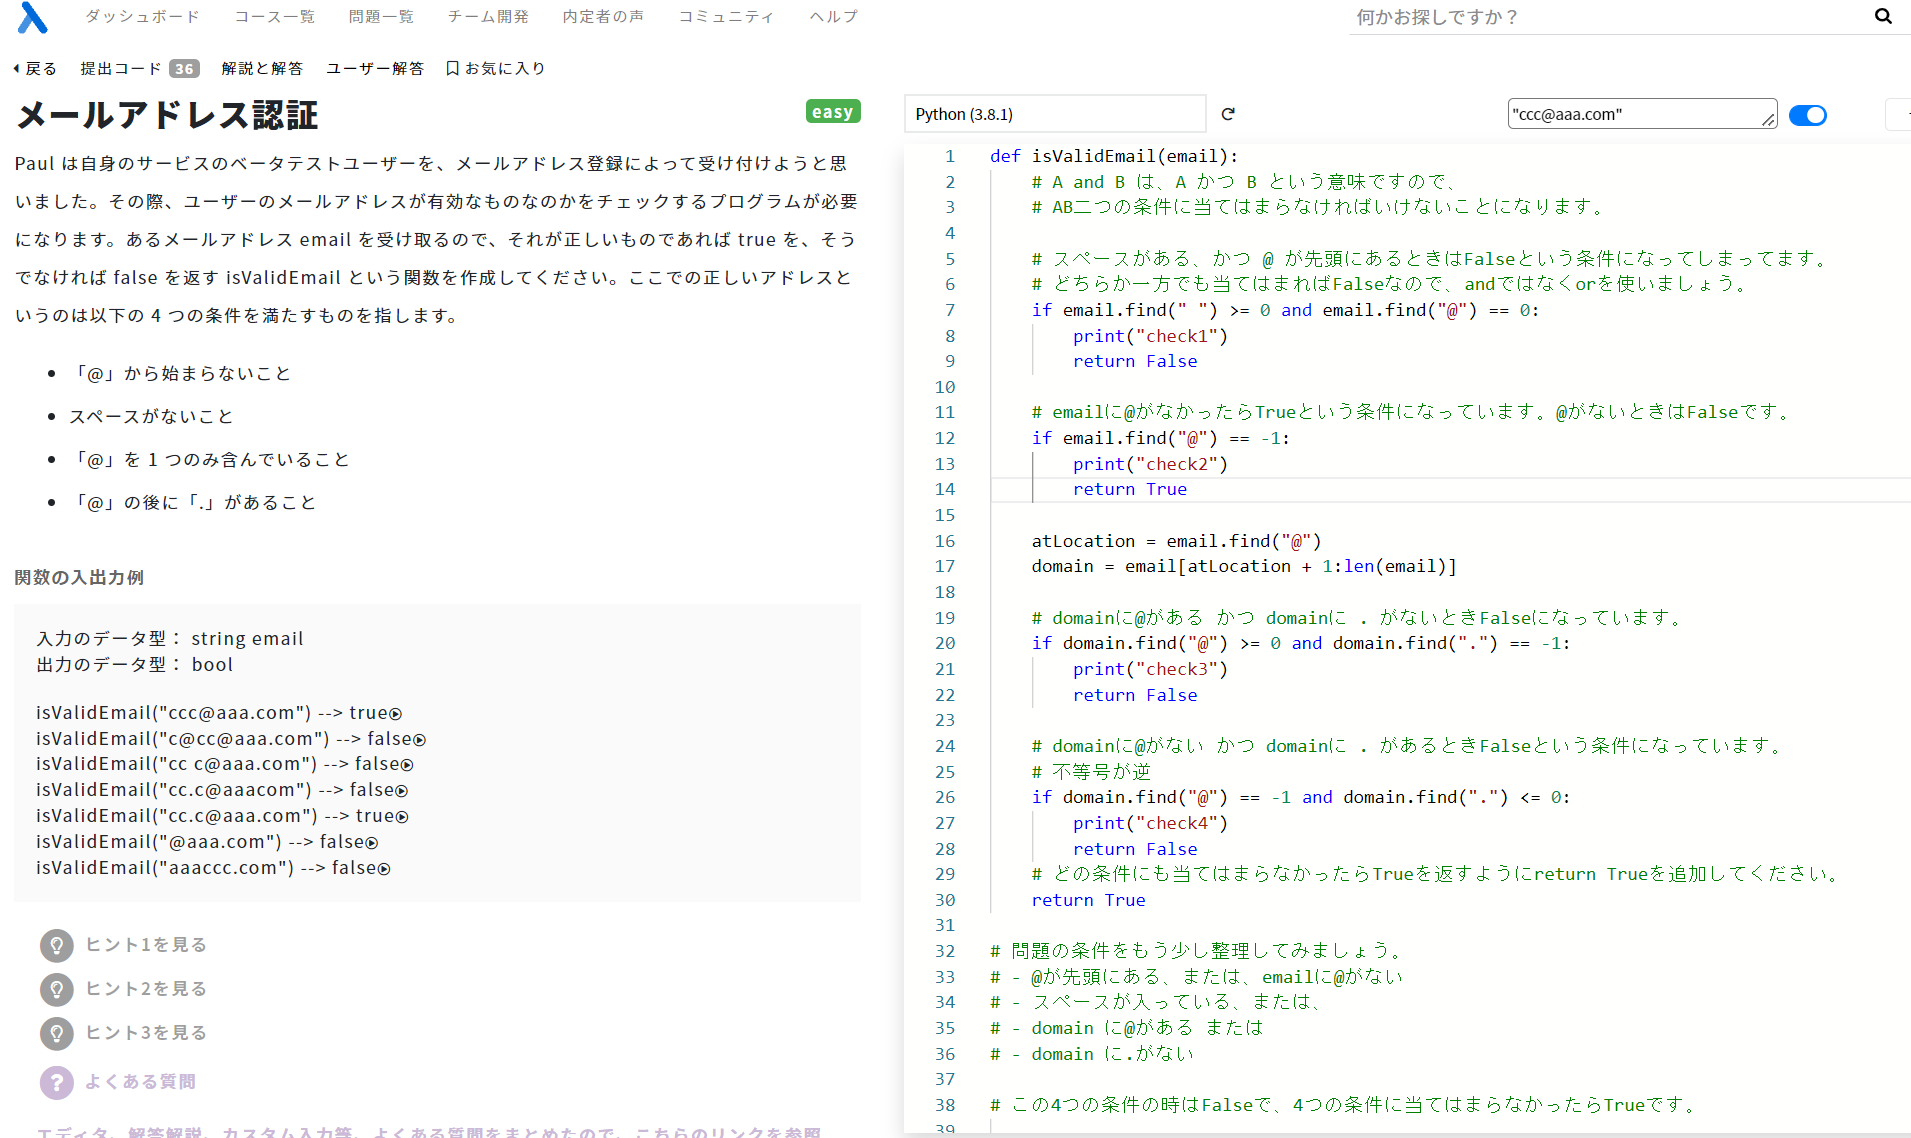 ダッシュボード コース一覧 問題一覧 チーム開発 内定者の声 コミュニティ ヘルプ 何かお探しですか？
戻る 提出コード 36 解説と解答 ユーザー解答 お気に入り
メールアドレス認証 easy
Paul は自身のサービスのベータテストユーザーを、メールアドレス登録によって受け付けようと思
いました。その際、ユーザーのメールアドレスが有効なものなのかをチェックするプログラムが必要
になります。あるメールアドレス email を受け取るので、それが正しいものであれば true を、そう
でなければ false を返す isValidEmail という関数を作成してください。ここでの正しいアドレスと
いうのは以下の 4 つの条件を満たすものを指します。
• 「@」から始まらないこと
• スペースがないこと
• 「@」を 1 つのみ含んでいること
• 「@」の後に「.」があること
関数の入出力例
入力のデータ型： string email
出力のデータ型： bool
isValidEmail("ccc@aaa.com") --> true
isValidEmail("c@cc@aaa.com") --> false
isValidEmail("cc c@aaa.com") --> false
isValidEmail("cc.c@aaacom") --> false
isValidEmail("cc.c@aaa.com") --> true
isValidEmail("@aaa.com") --> false
isValidEmail("aaaccc.com") --> false
ヒント1を見る
ヒント2を見る
ヒント3を見る
? よくある質問
エディタ、解答解説、カスタム入力等、よくある質問をまとめたので、こちらのリンクを参照
Python (3.8.1) "ccc@aaa.com"
1 def isValidEmail(email):
2     # A and B は、A かつ B という意味ですので、
3     # AB二つの条件に当てはまらなければいけないことになります。
4
5     # スペースがある、かつ @ が先頭にあるときはFalseという条件になってしまってます。
6     # どちらか一方でも当てはまればFalseなので、andではなくorを使いましょう。
7     if email.find(" ") >= 0 and email.find("@") == 0:
8         print("check1")
9         return False
10
11     # emailに@がなかったらTrueという条件になっています。@がないときはFalseです。
12     if email.find("@") == -1:
13         print("check2")
14         return True
15
16     atLocation = email.find("@")
17     domain = email[atLocation + 1:len(email)]
18
19     # domainに@がある かつ domainに . がないときFalseになっています。
20     if domain.find("@") >= 0 and domain.find(".") == -1:
21         print("check3")
22         return False
23
24     # domainに@がない かつ domainに . があるときFalseという条件になっています。
25     # 不等号が逆
26     if domain.find("@") == -1 and domain.find(".") <= 0:
27         print("check4")
28         return False
29     # どの条件にも当てはまらなかったらTrueを返すようにreturn Trueを追加してください。
30     return True
31
32 # 問題の条件をもう少し整理してみましょう。
33 # - @が先頭にある、または、emailに@がない
34 # - スペースが入っている、または、
35 # - domain に@がある または
36 # - domain に.がない
37
38 # この4つの条件の時はFalseで、4つの条件に当てはまらなかったらTrueです。
39